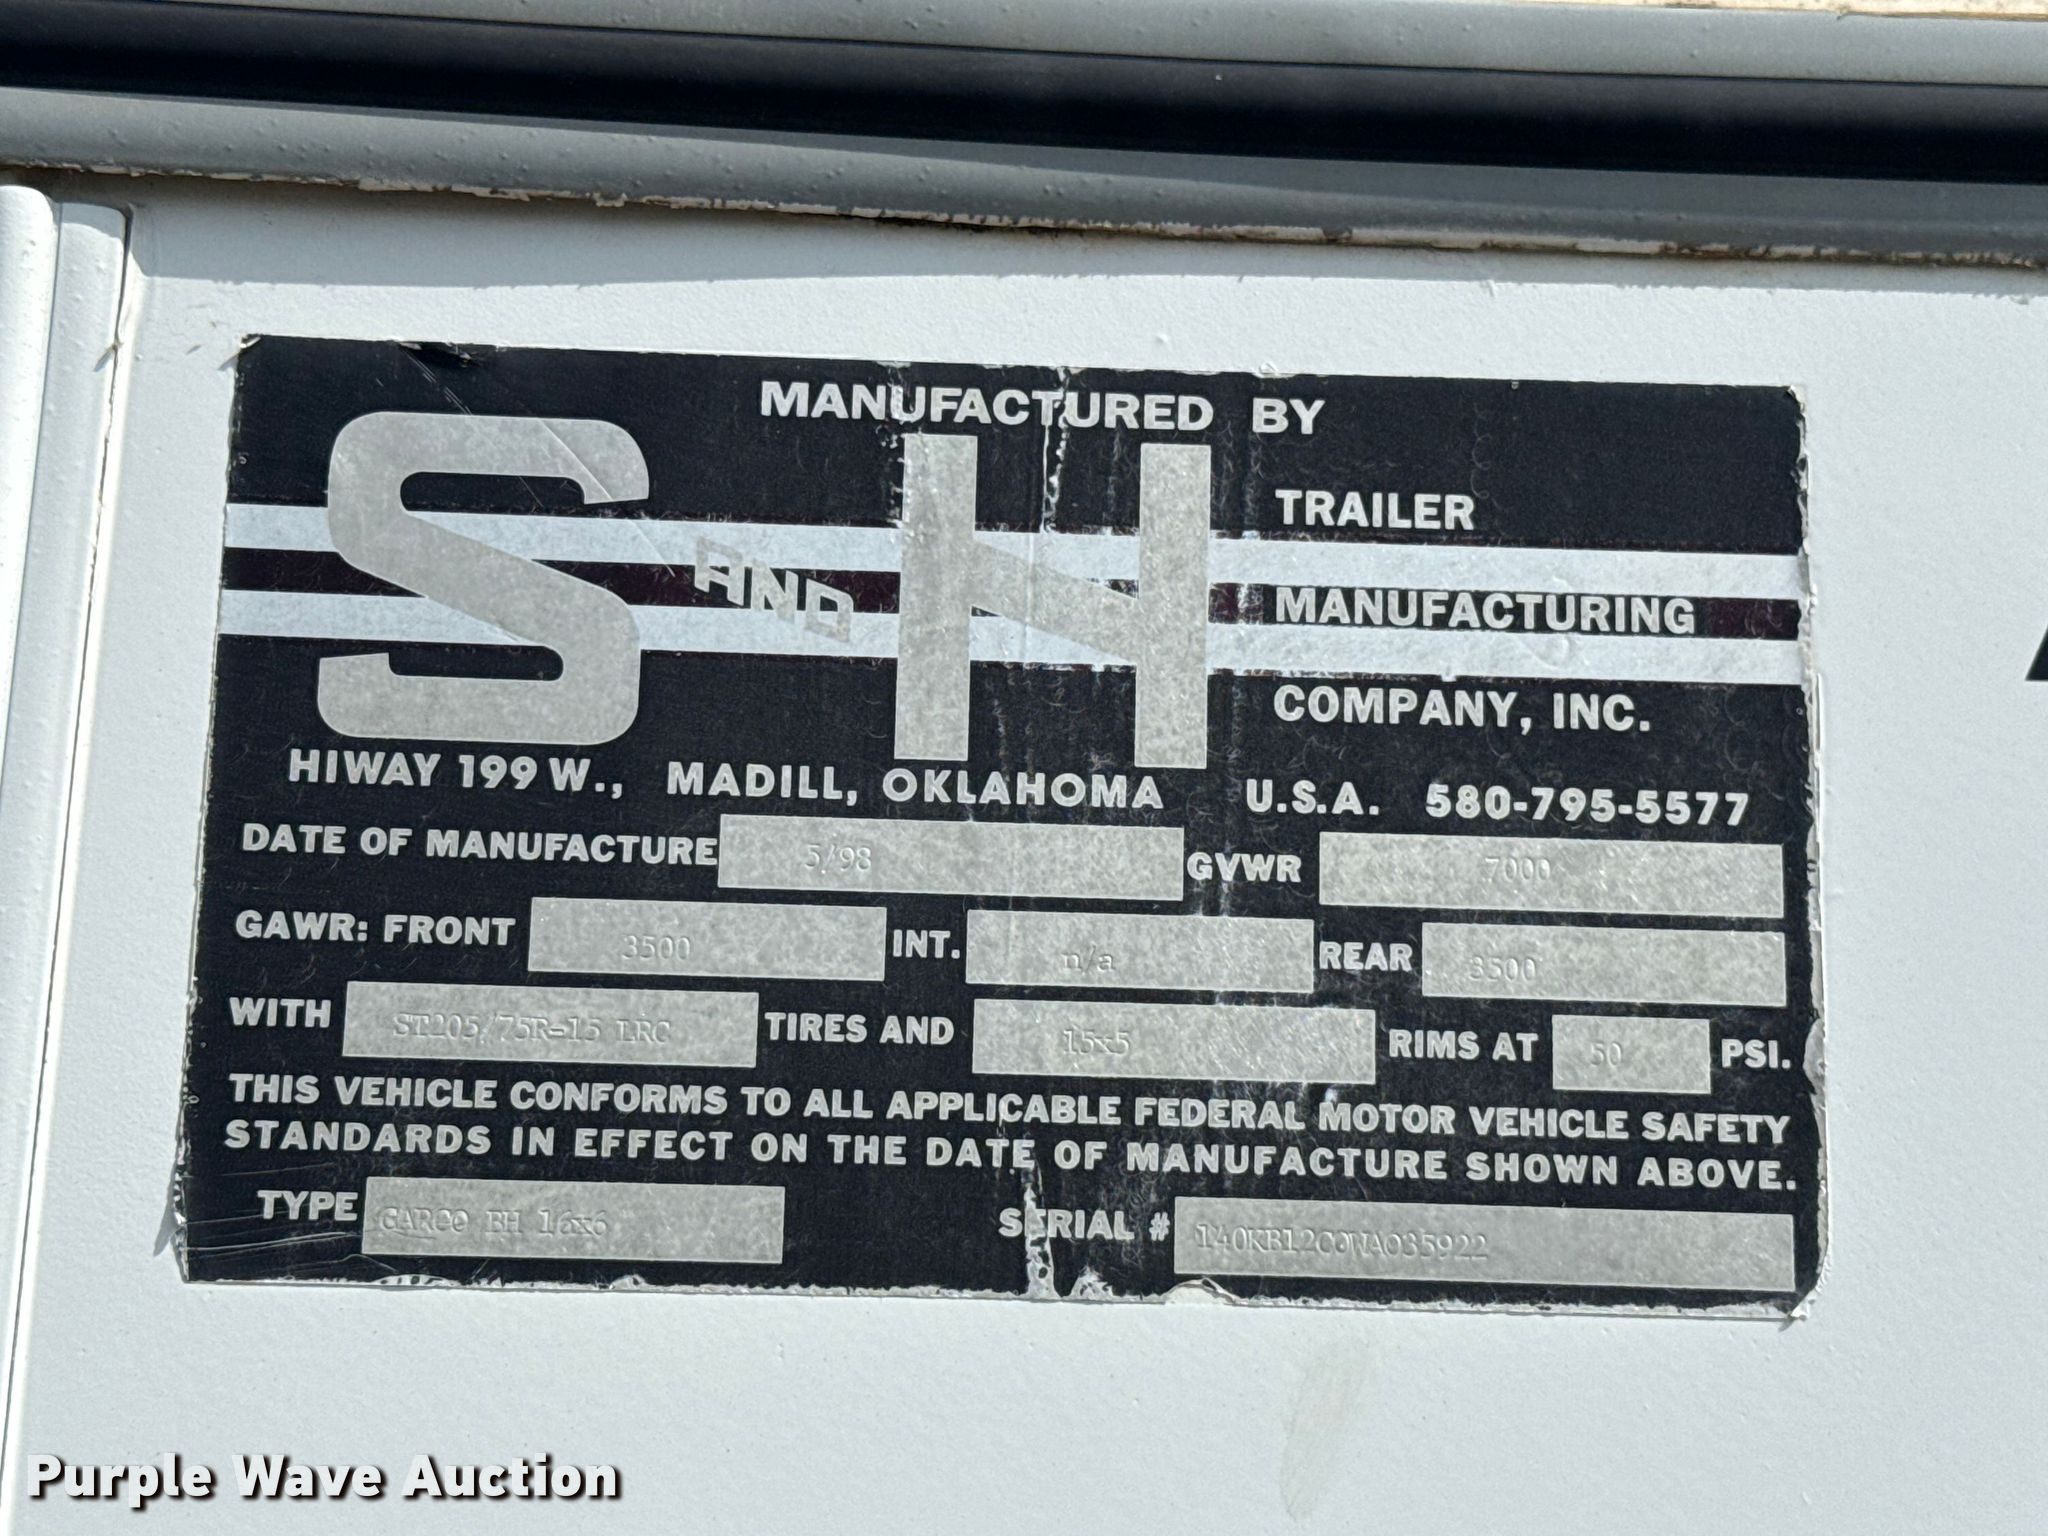 MANUFACTURED BY
S AND H TRAILER
MANUFACTURING
COMPANY, INC.
HIWAY 199 W., MADILL, OKLAHOMA U.S.A. 580-795-5577
DATE OF MANUFACTURE 5/98 GVWR 7000
GAWR: FRONT 3500 INT. n/a REAR 3500
WITH ST205/75R-15 LRC TIRES AND 15x5 RIMS AT 50 PSI.
THIS VEHICLE CONFORMS TO ALL APPLICABLE FEDERAL MOTOR VEHICLE SAFETY
STANDARDS IN EFFECT ON THE DATE OF MANUFACTURE SHOWN ABOVE.
TYPE GARCO BH 16x6 SERIAL # 140KB12C0WA035922
Purple Wave Auction